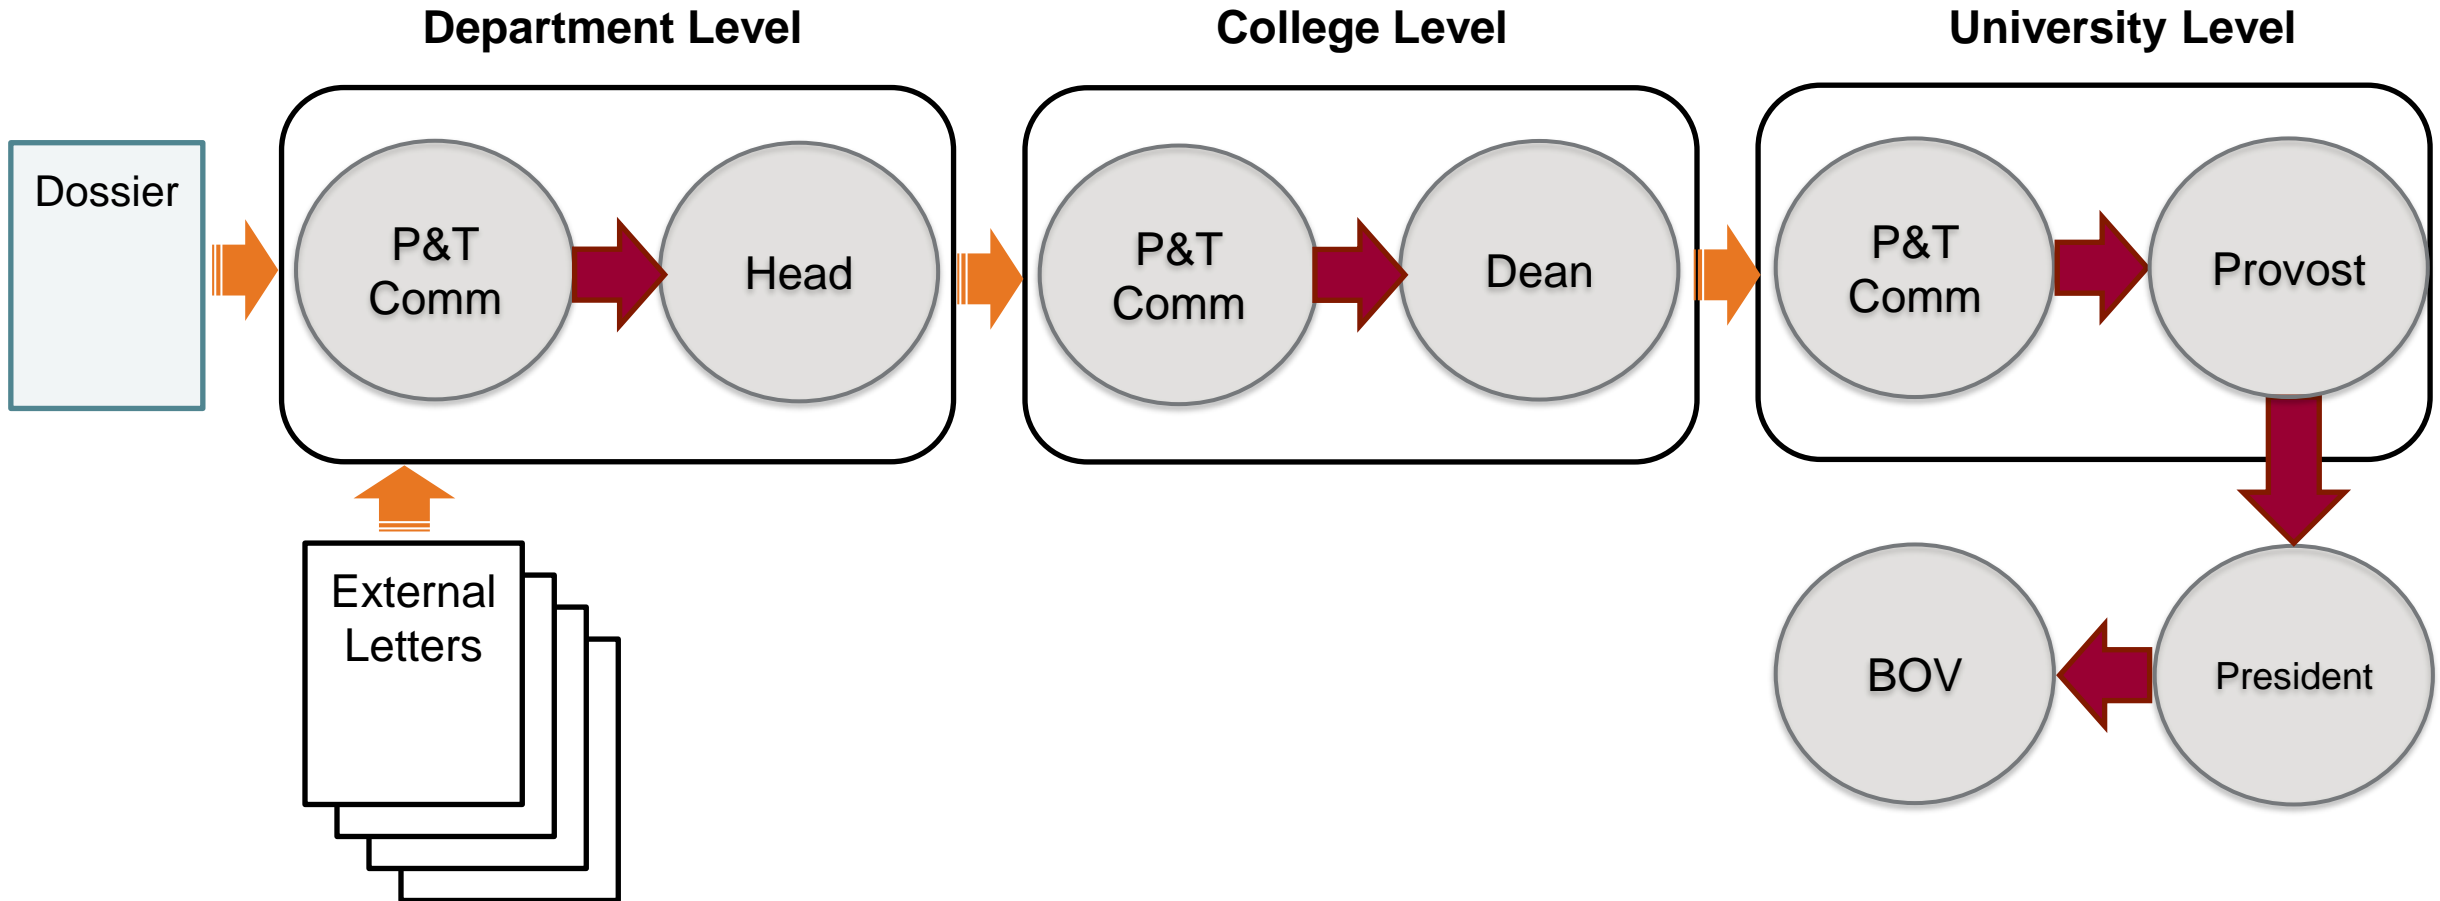 Department Level
College Level
University Level
Dossier
P&T
Comm
Head
P&T
Comm
Dean
P&T
Comm
Provost
External
Letters
BOV
President